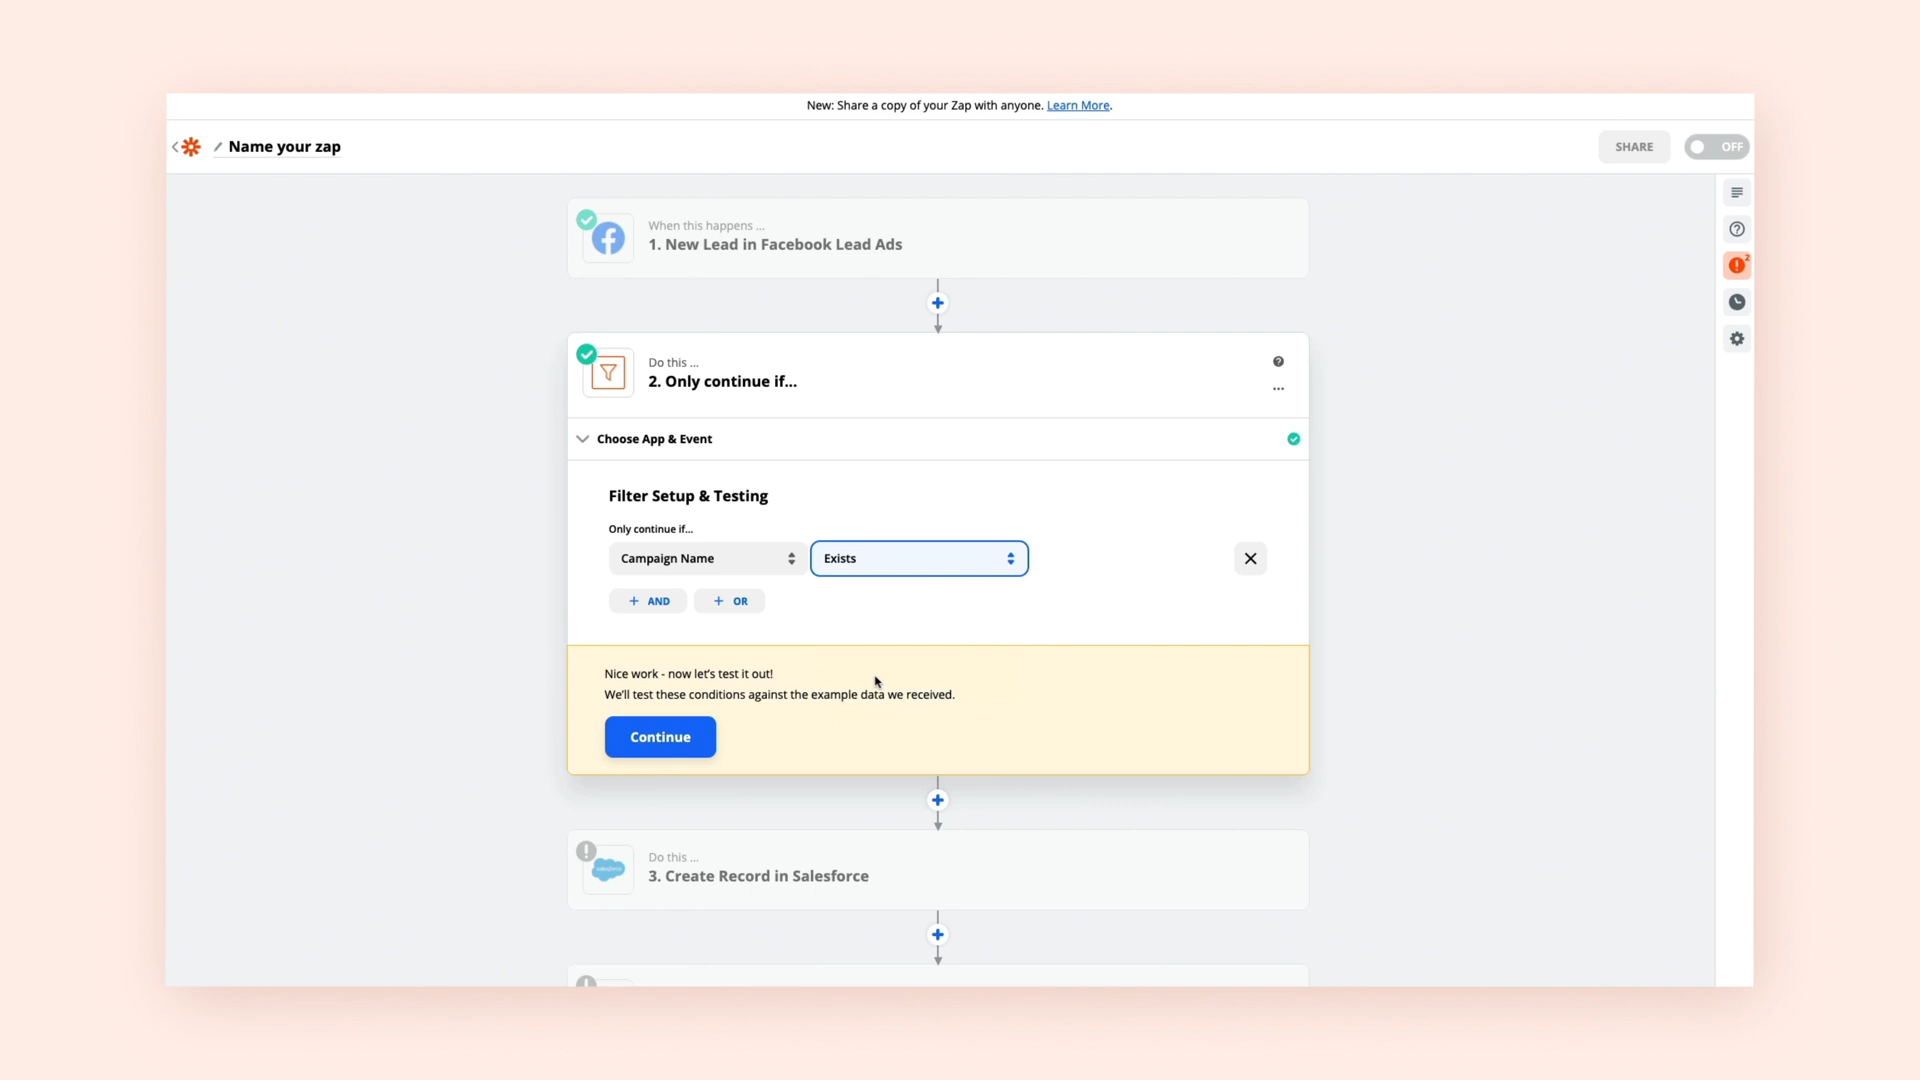 New: Share a copy of your Zap with anyone. Learn More.
Name your zap
SHARE
OFF
When this happens ...
1. New Lead in Facebook Lead Ads
2
Do this ...
2. Only continue if...
Choose App & Event
Filter Setup & Testing
Only continue if...
Campaign Name
Exists
+ AND
+ OR
Nice work - now let's test it out!
We'll test these conditions against the example data we received.
Continue
Do this ...
salesforce
3. Create Record in Salesforce